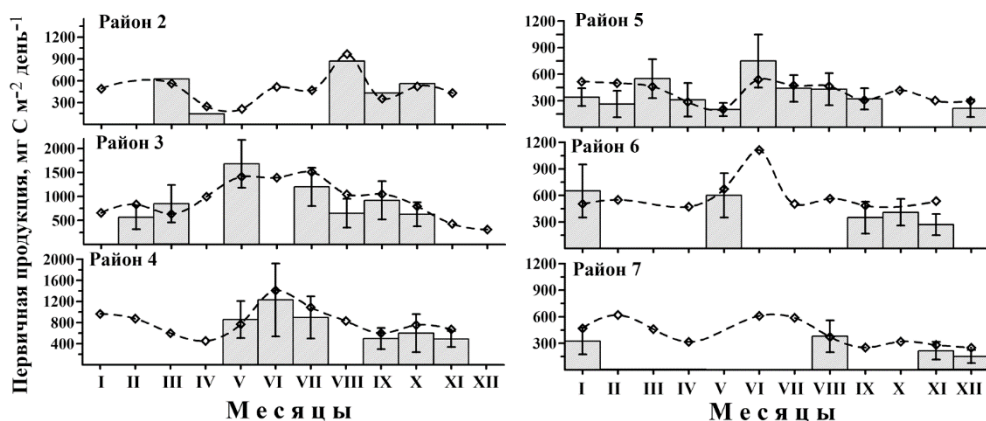 Первичная продукция, мг С м-2 день-1
Район 2
1200
900
600
300
Район 3
2000
1500
1000
500
Район 4
1600
1200
800
400
I II III IV V VI VII VIII IX X XI XII
Месяцы
Район 5
1200
900
600
300
Район 6
1200
900
600
300
Район 7
1200
900
600
300
I II III IV V VI VII VIII IX X XI XII
Месяцы